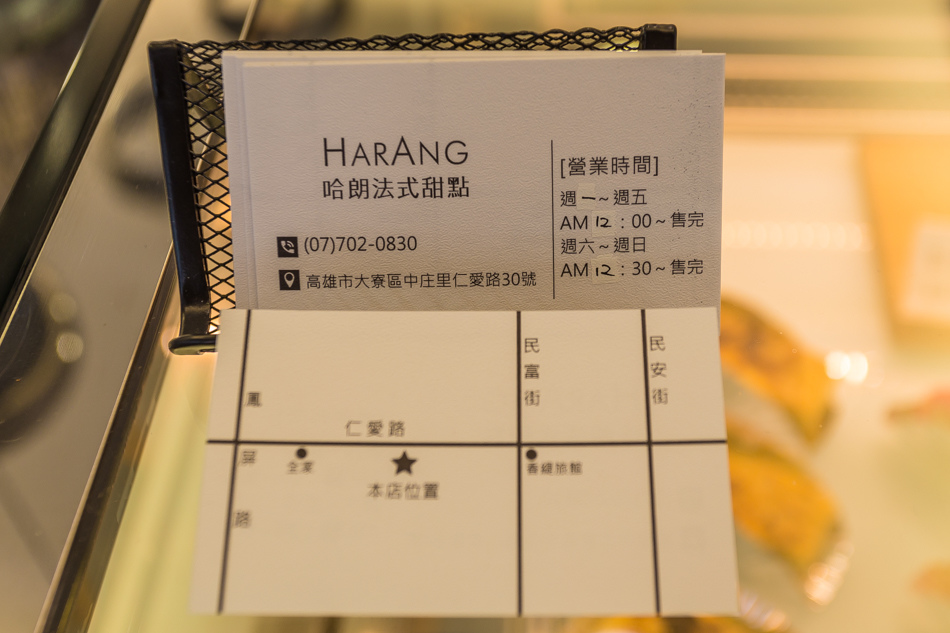 HARANG
哈朗法式甜點
(07)702-0830
高雄市大寮區中庄里仁愛路30號
[營業時間]
週一~週五
AM 12:00~售完
週六~週日
AM 12:30~售完
鳳屏路
仁愛路
民富街
民安街
全家
本店位置
香緹旅館